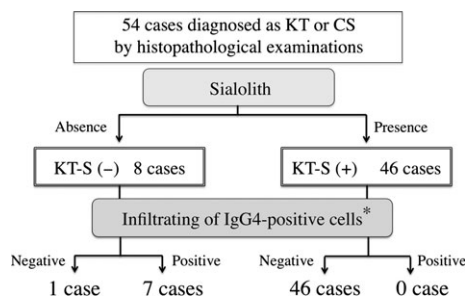 54 cases diagnosed as KT or CS
by histopathological examinations
Sialolith
Absence Presence
KT-S (−) 8 cases KT-S (+) 46 cases
Infiltrating of IgG4-positive cells*
Negative Positive Negative Positive
1 case 7 cases 46 cases 0 case